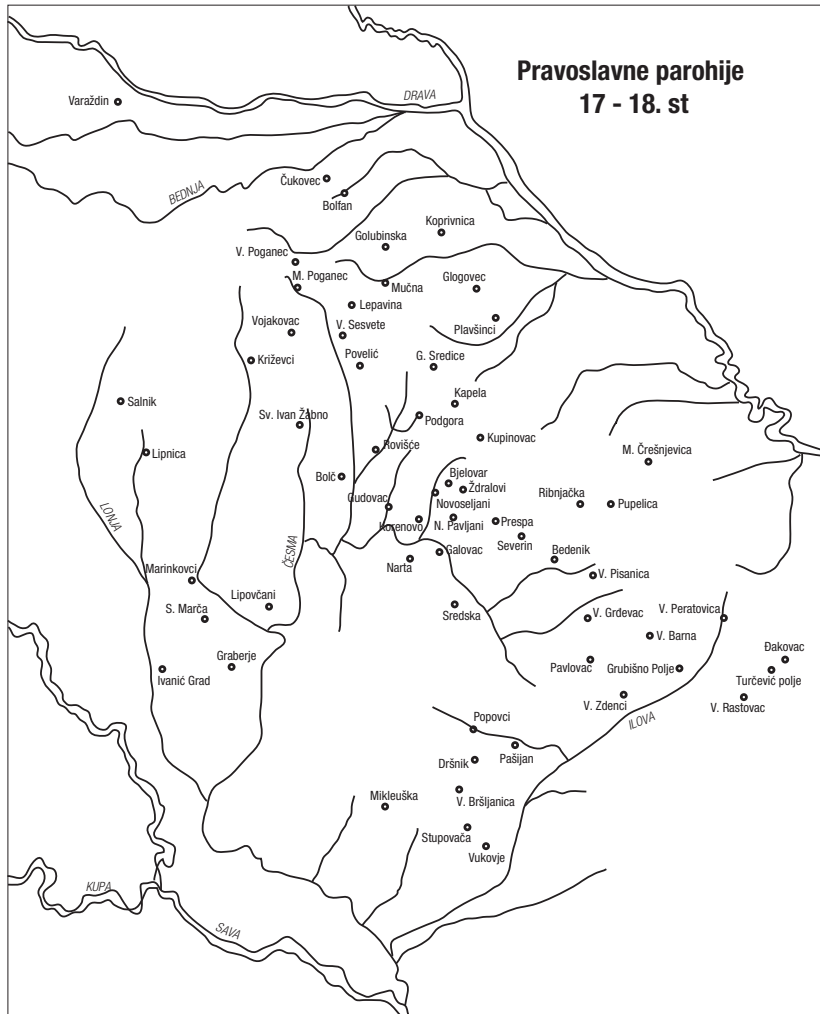 Pravoslavne parohije
17 - 18. st
Varaždin
DRAVA
BEDNJA
Čukovec
Bolfan
Koprivnica
Golubinska
V. Poganec
M. Poganec
Mučna
Glogovec
Lepavina
Plavšinci
Vojakovac
V. Sesvete
Križevci
Povelić
G. Sredice
Salnik
Kapela
Podgora
Sv. Ivan Žabno
Kupinovac
Rovišće
Lipnica
M. Črešnjevica
Bolč
Bjelovar
Ždralovi
Gudovac
Novoseljani
Ribnjačka
Pupelica
LONJA
Korenovo
N. Pavljani
Prespa
Severin
ČESMA
Galovac
Narta
Bedenik
Marinkovci
V. Pisanica
Lipovčani
S. Marča
Sredska
V. Grđevac
V. Peratovica
V. Barna
Graberje
Ivanić Grad
Pavlovac
Grubišno Polje
Đakovac
Turčević polje
V. Zdenci
V. Rastovac
ILOVA
Popovci
Pašijan
Dršnik
Mikleuška
V. Bršljanica
Stupovača
Vukovje
KUPA
SAVA